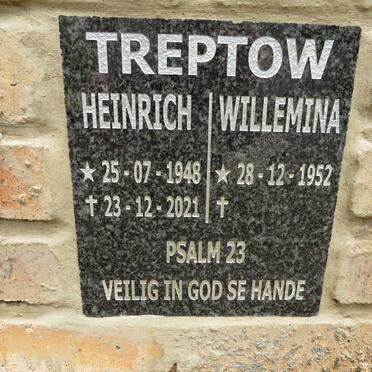 TREPTOW
HEINRICH WILLEMINA
★ 25-07-1948 ★ 28-12-1952
✝ 23-12-2021 ✝
PSALM 23
VEILIG IN GOD SE HANDE